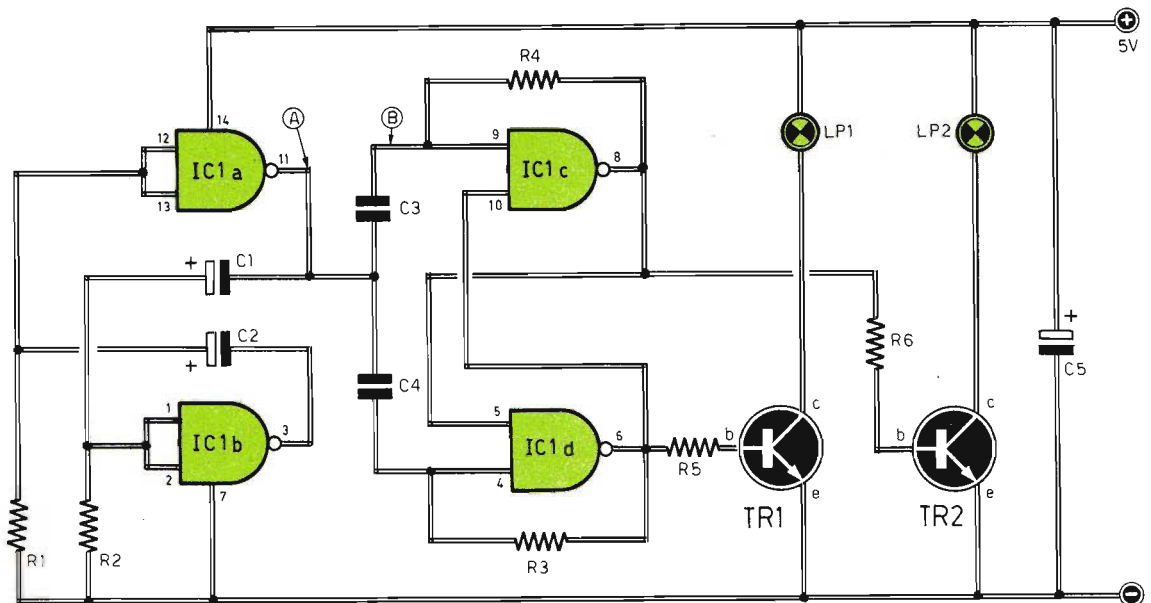 +
5V
R4
14
A
B
12
11
9
LP1
LP2
IC1a
IC1c
8
13
10
C3
+
C1
C2
+
R6
+
C5
C4
1
5
c
c
3
IC1b
IC1d
6
b
b
2
4
R5
7
e
e
TR1
TR2
R1
R2
R3
-